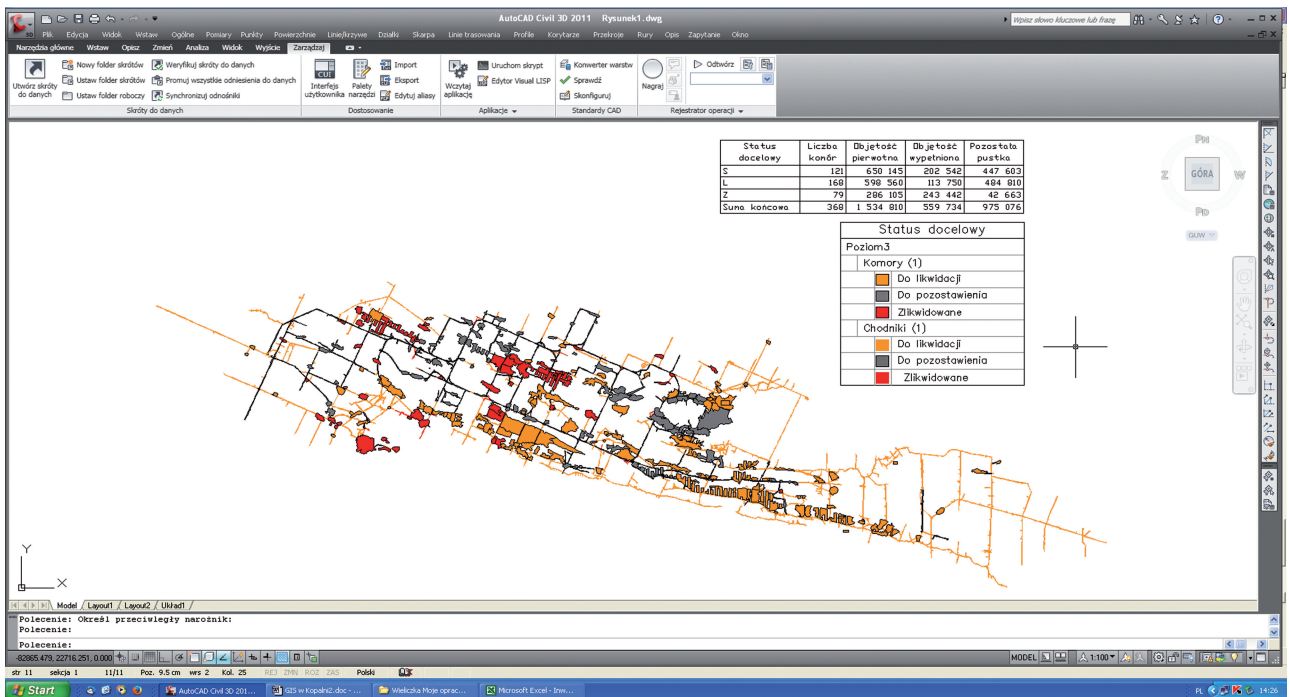 AutoCAD Civil 3D 2011 Rysunek1.dwg
Wpisz słowo kluczowe lub frazę
Plik Edycja Widok Wstaw Ogólne Pomiary Punkty Powierzchnie Linie/krzywe Działki Skarpa Linie trasowania Profile Korytarze Przekroje Rury Opis Zapytanie Okno
Narzędzia główne Wstaw Opisz Zmień Analiza Widok Wyjście Zarządzaj
Utwórz skróty do danych
Nowy folder skrótów
Ustaw folder skrótów
Ustaw folder roboczy
Weryfikuj skróty do danych
Promuj wszystkie odniesienia do danych
Synchronizuj odnośniki
Skróty do danych
CUI
Interfejs użytkownika
Palety narzędzi
Import
Eksport
Edytuj aliasy
Dostosowanie
Wczytaj aplikację
Uruchom skrypt
Edytor Visual LISP
Aplikacje
Konwerter warstw
Sprawdź
Skonfiguruj
Standardy CAD
Nagraj
Odtwórz
Rejestrator operacji
Status docelowy Liczba komór Objętość pierwotna Objętość wypełniona Pozostała pustka
S 121 650 145 202 542 447 603
L 168 598 560 113 750 484 810
Z 79 286 105 243 442 42 663
Suma końcowa 368 1 534 810 559 734 975 076
Status docelowy
Poziom3
Komory (1)
Do likwidacji
Do pozostawienia
Zlikwidowane
Chodniki (1)
Do likwidacji
Do pozostawienia
Zlikwidowane
PN
Z GÓRA W
PD
GUW
Y
X
Model Layout1 Layout2 Układ1
Polecenie: Określ przeciwległy narożnik:
Polecenie:
Polecenie:
-82865.479, 22716.251, 0.000
MODEL 1:100
str 11 sekcja 1 11/11 Poz. 9.5 cm wrs 2 Kol. 25 REJ ZMN ROZ ZAS Polski
Start AutoCAD Civil 3D 201... GIS w Kopalni2.doc - ... Wieliczka Moje oprac... Microsoft Excel - Inw... PL 14:26